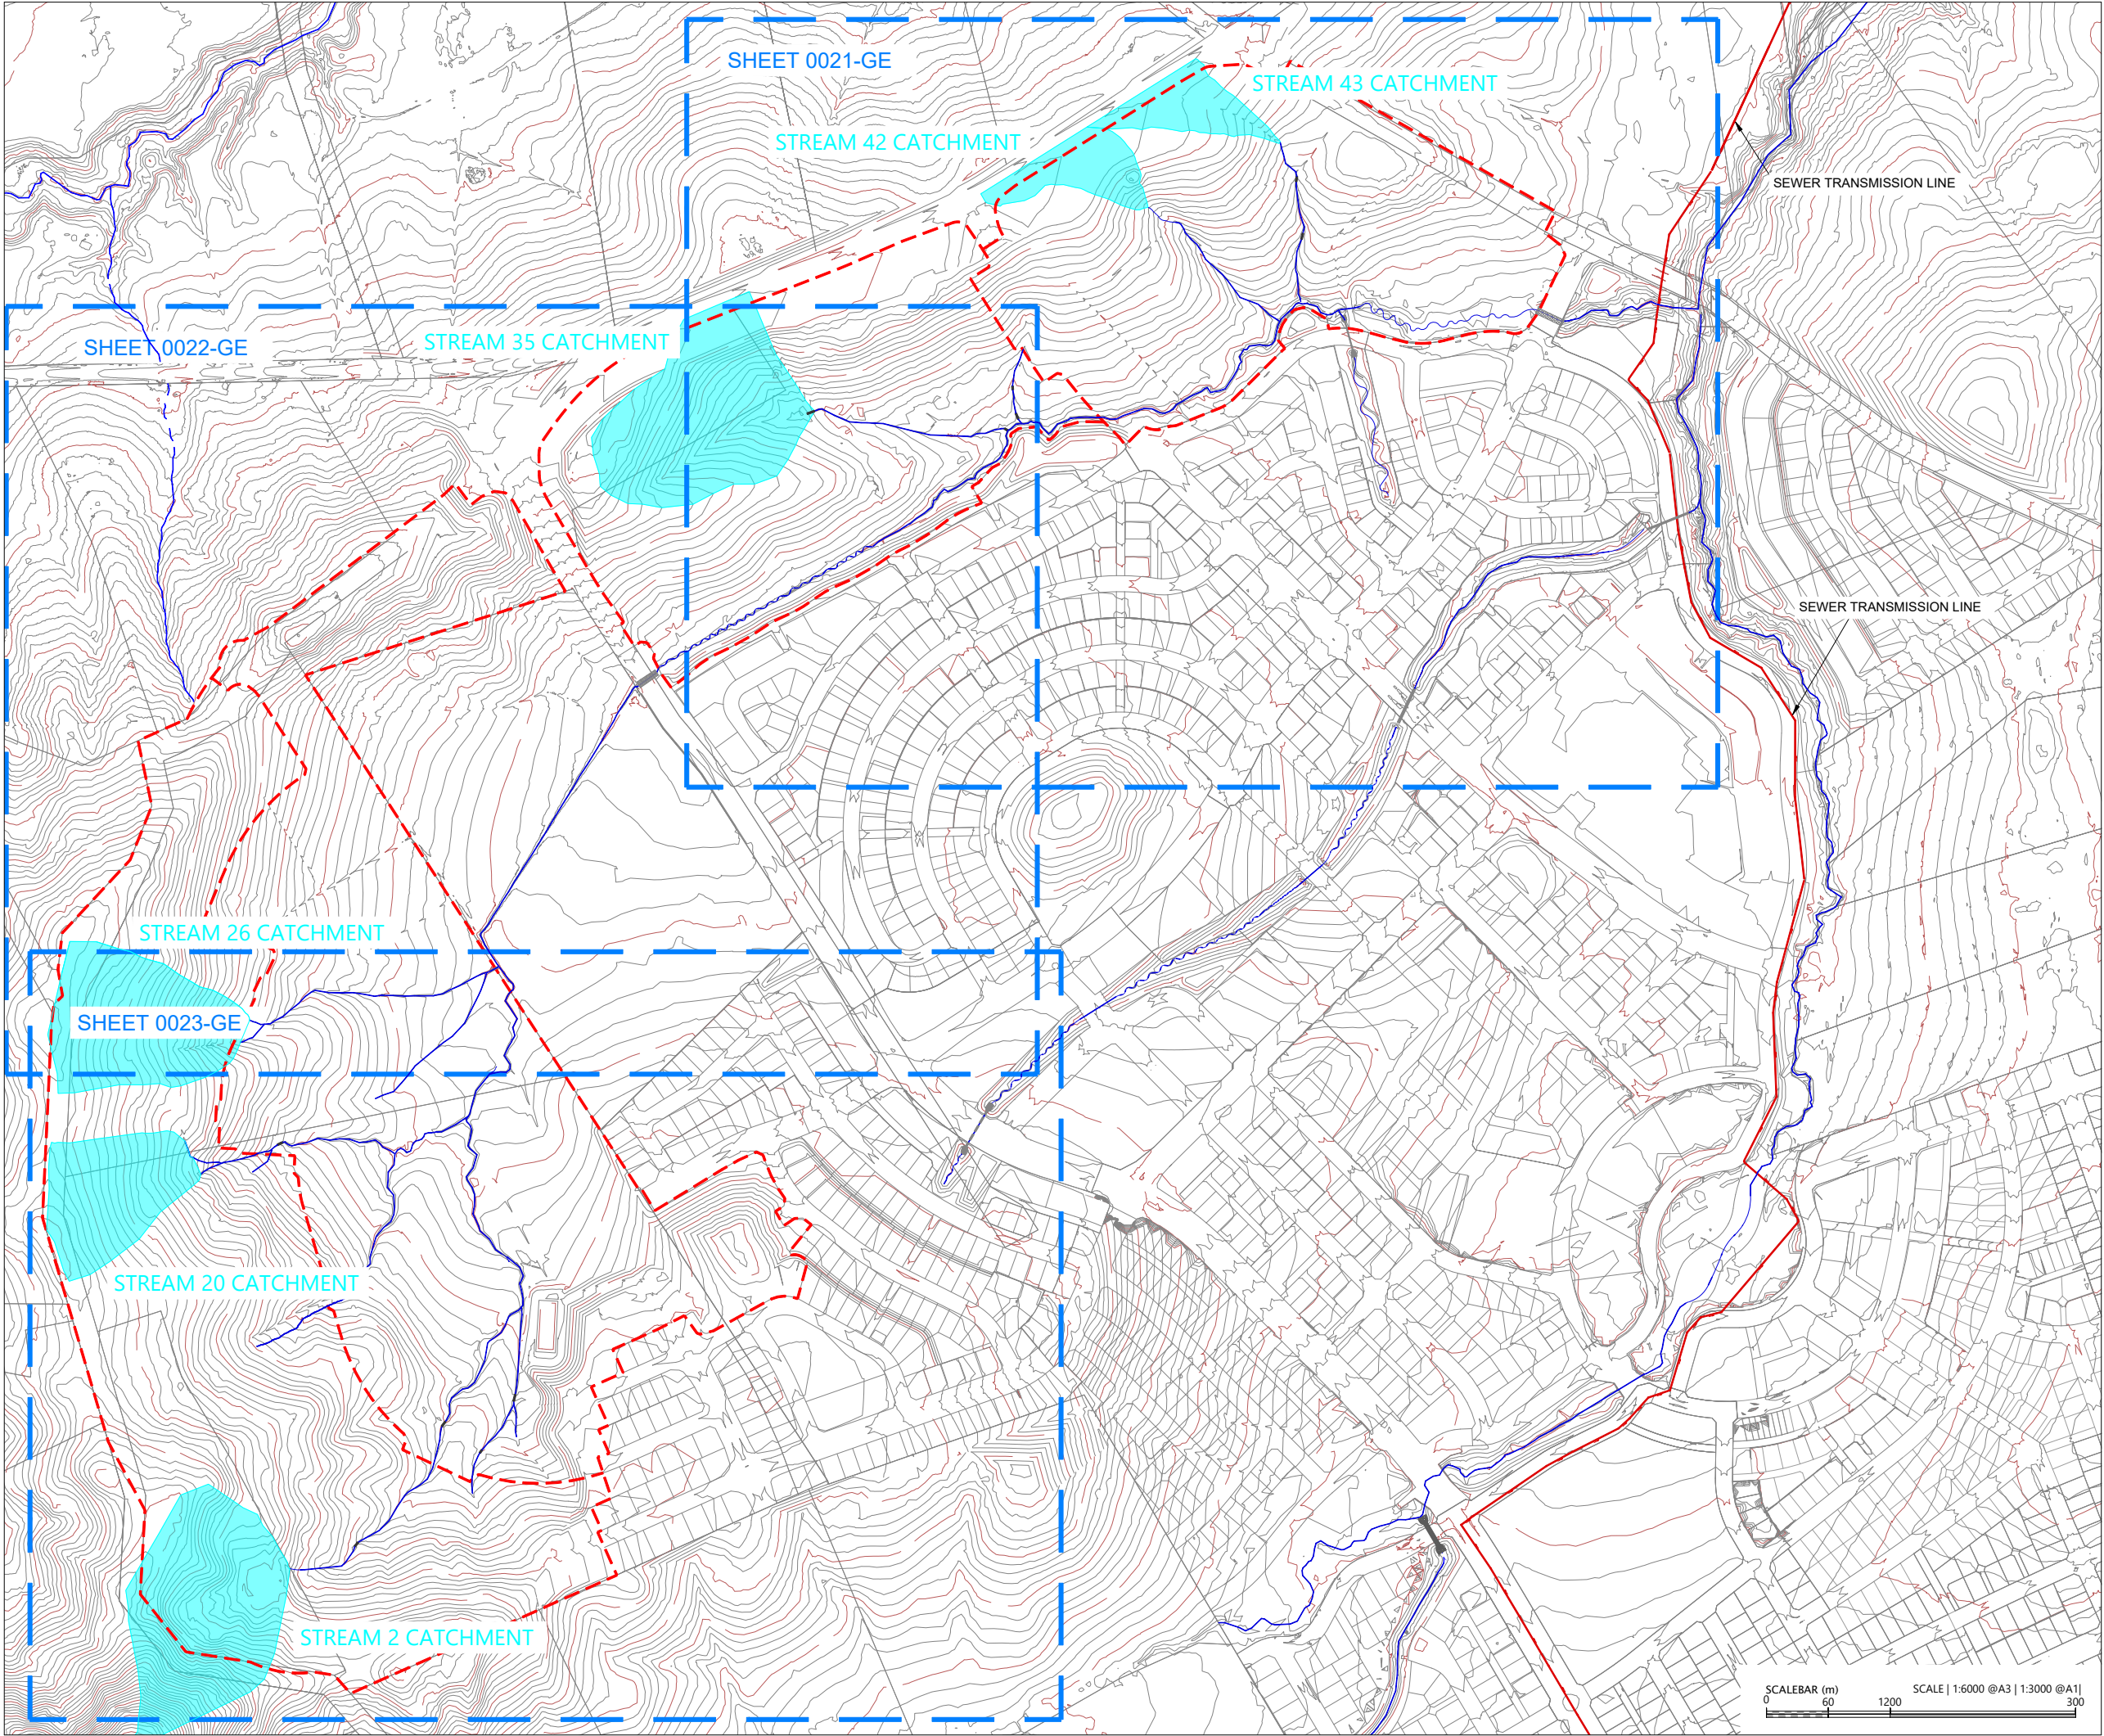 SHEET 0021-GE
STREAM 43 CATCHMENT
STREAM 42 CATCHMENT
SEWER TRANSMISSION LINE
STREAM 35 CATCHMENT
SHEET 0022-GE
SEWER TRANSMISSION LINE
STREAM 26 CATCHMENT
SHEET 0023-GE
STREAM 20 CATCHMENT
STREAM 2 CATCHMENT
SCALEBAR (m) SCALE | 1:6000 @A3 | 1:3000 @A1|
0 60 1200 300